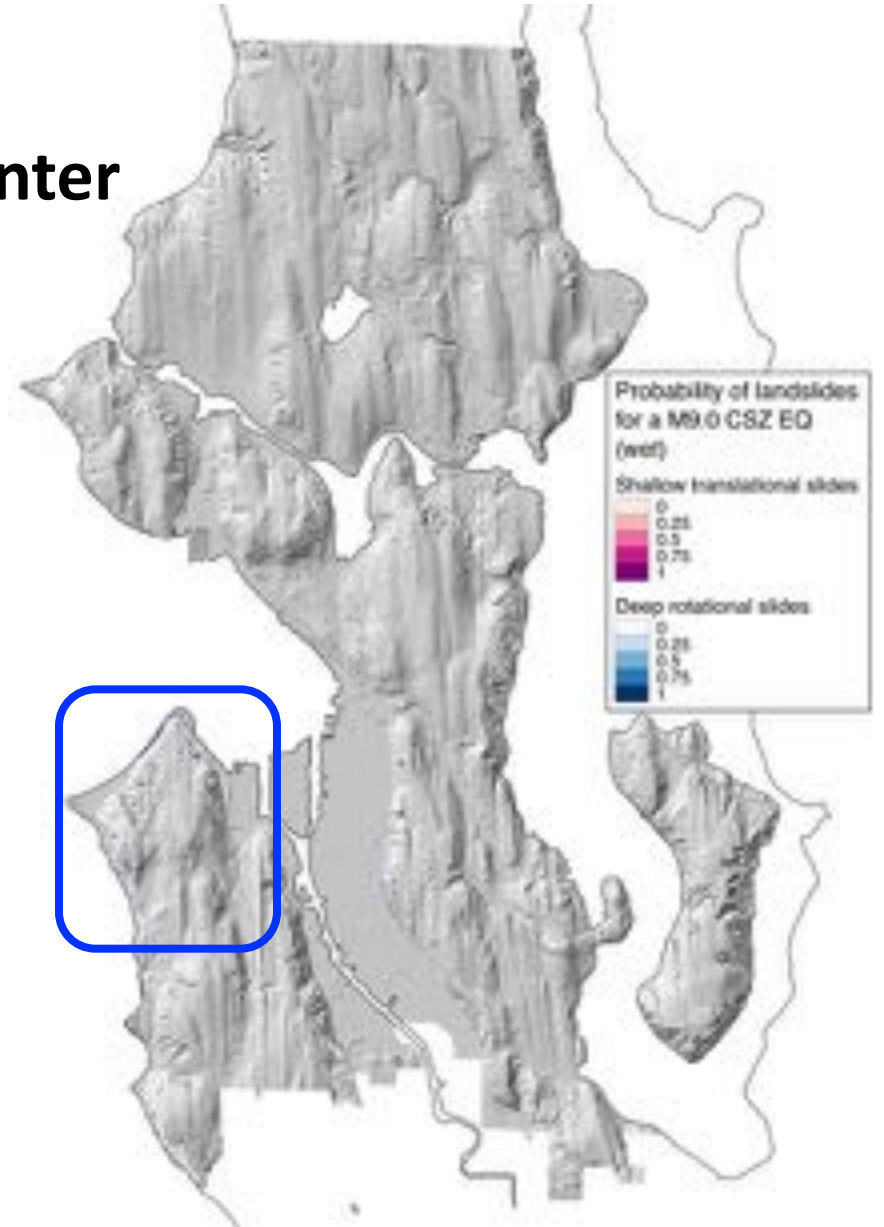 nter
Probability of landslides
for a M9.0 CSZ EQ
(wet)
Shallow translational slides
0
0.25
0.5
0.75
1
Deep rotational slides
0
0.25
0.5
0.75
1